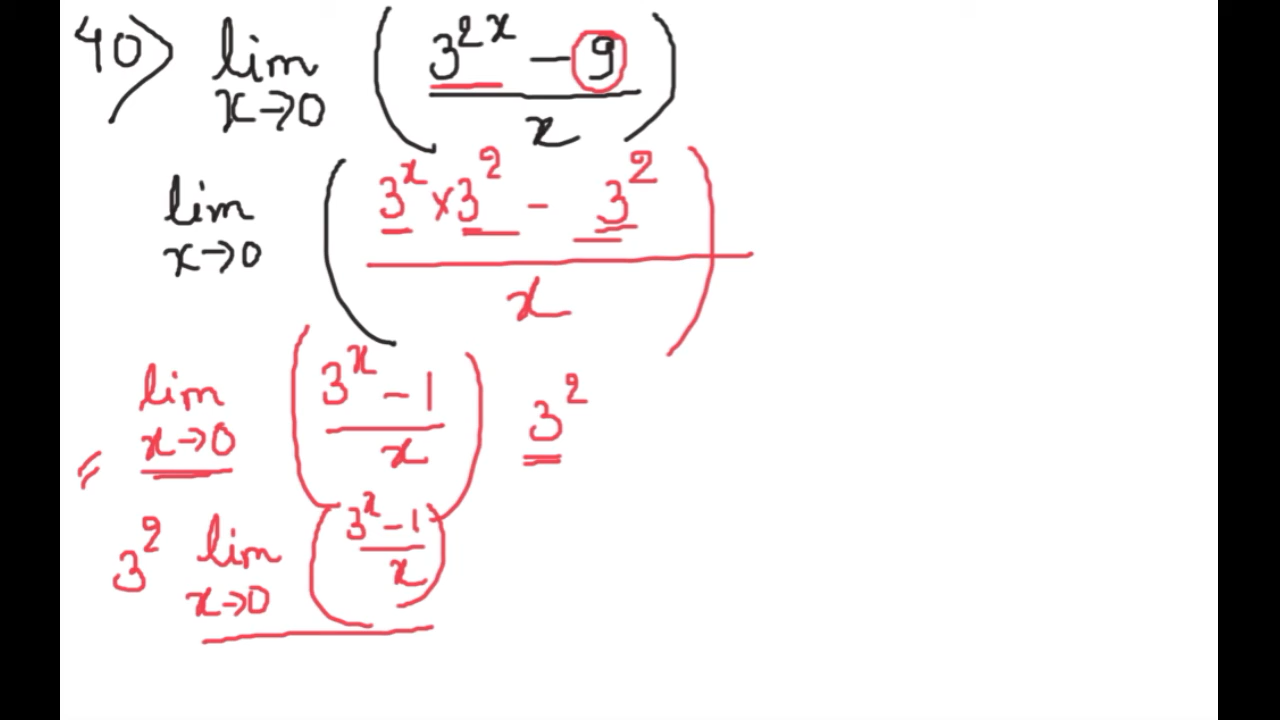 40) lim x→0 ( (3^{2x} - 9) / x )
lim x→0 ( (3^x × 3^2 - 3^2) / x )
= lim x→0 ( (3^x - 1) / x ) 3^2
3^2 lim x→0 ( (3^x - 1) / x )